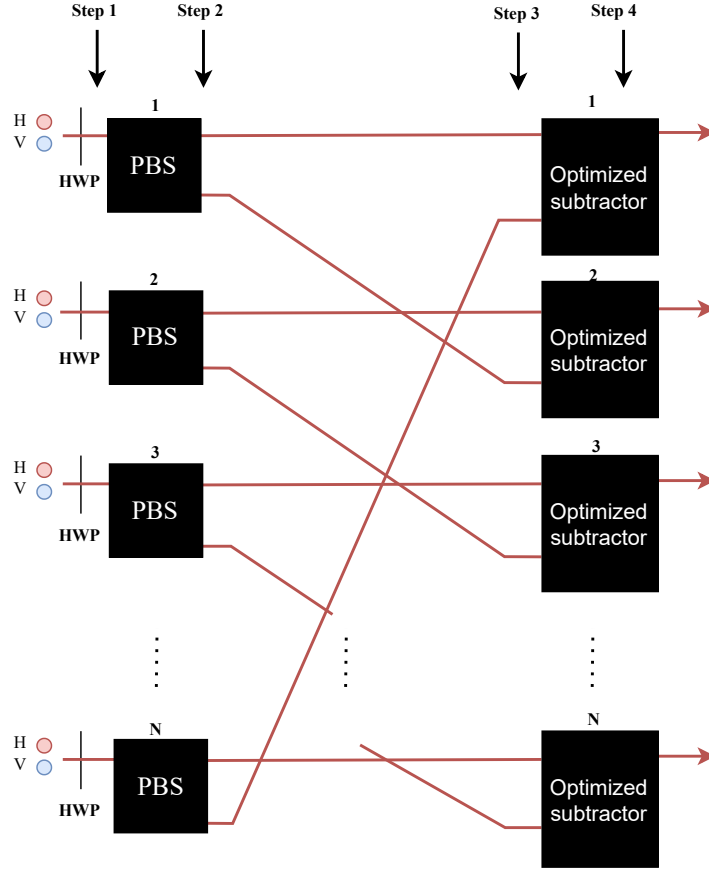 Step 1
Step 2
Step 3
Step 4
1
1
H
V
HWP
PBS
Optimized
subtractor
2
2
H
V
HWP
PBS
Optimized
subtractor
3
3
H
V
HWP
PBS
Optimized
subtractor
N
N
H
V
HWP
PBS
Optimized
subtractor